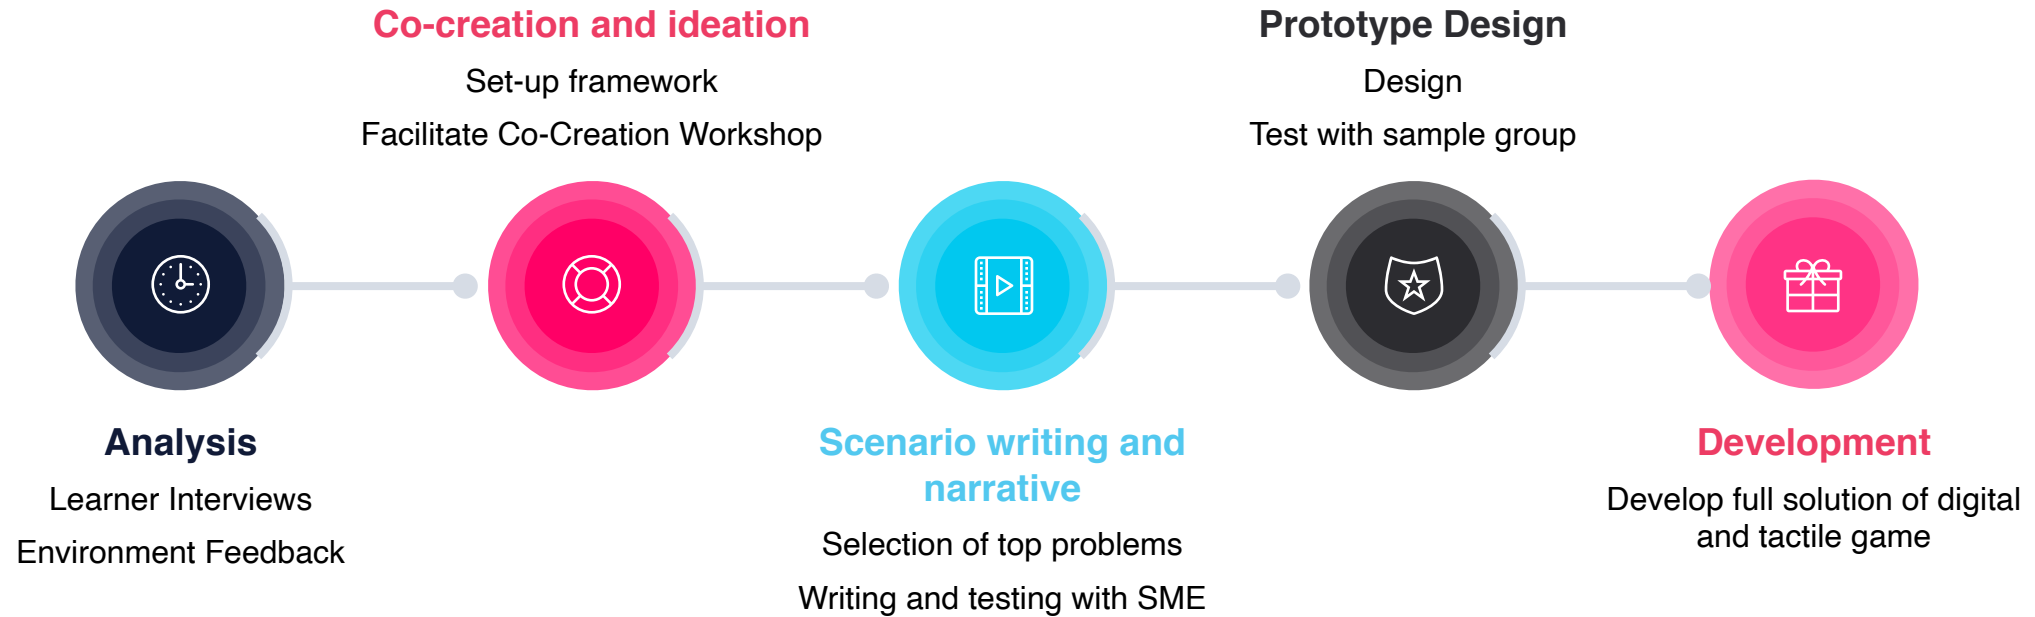 Co-creation and ideation
Set-up framework
Facilitate Co-Creation Workshop
Prototype Design
Design
Test with sample group
Analysis
Learner Interviews
Environment Feedback
Scenario writing and
narrative
Selection of top problems
Writing and testing with SME
Development
Develop full solution of digital
and tactile game